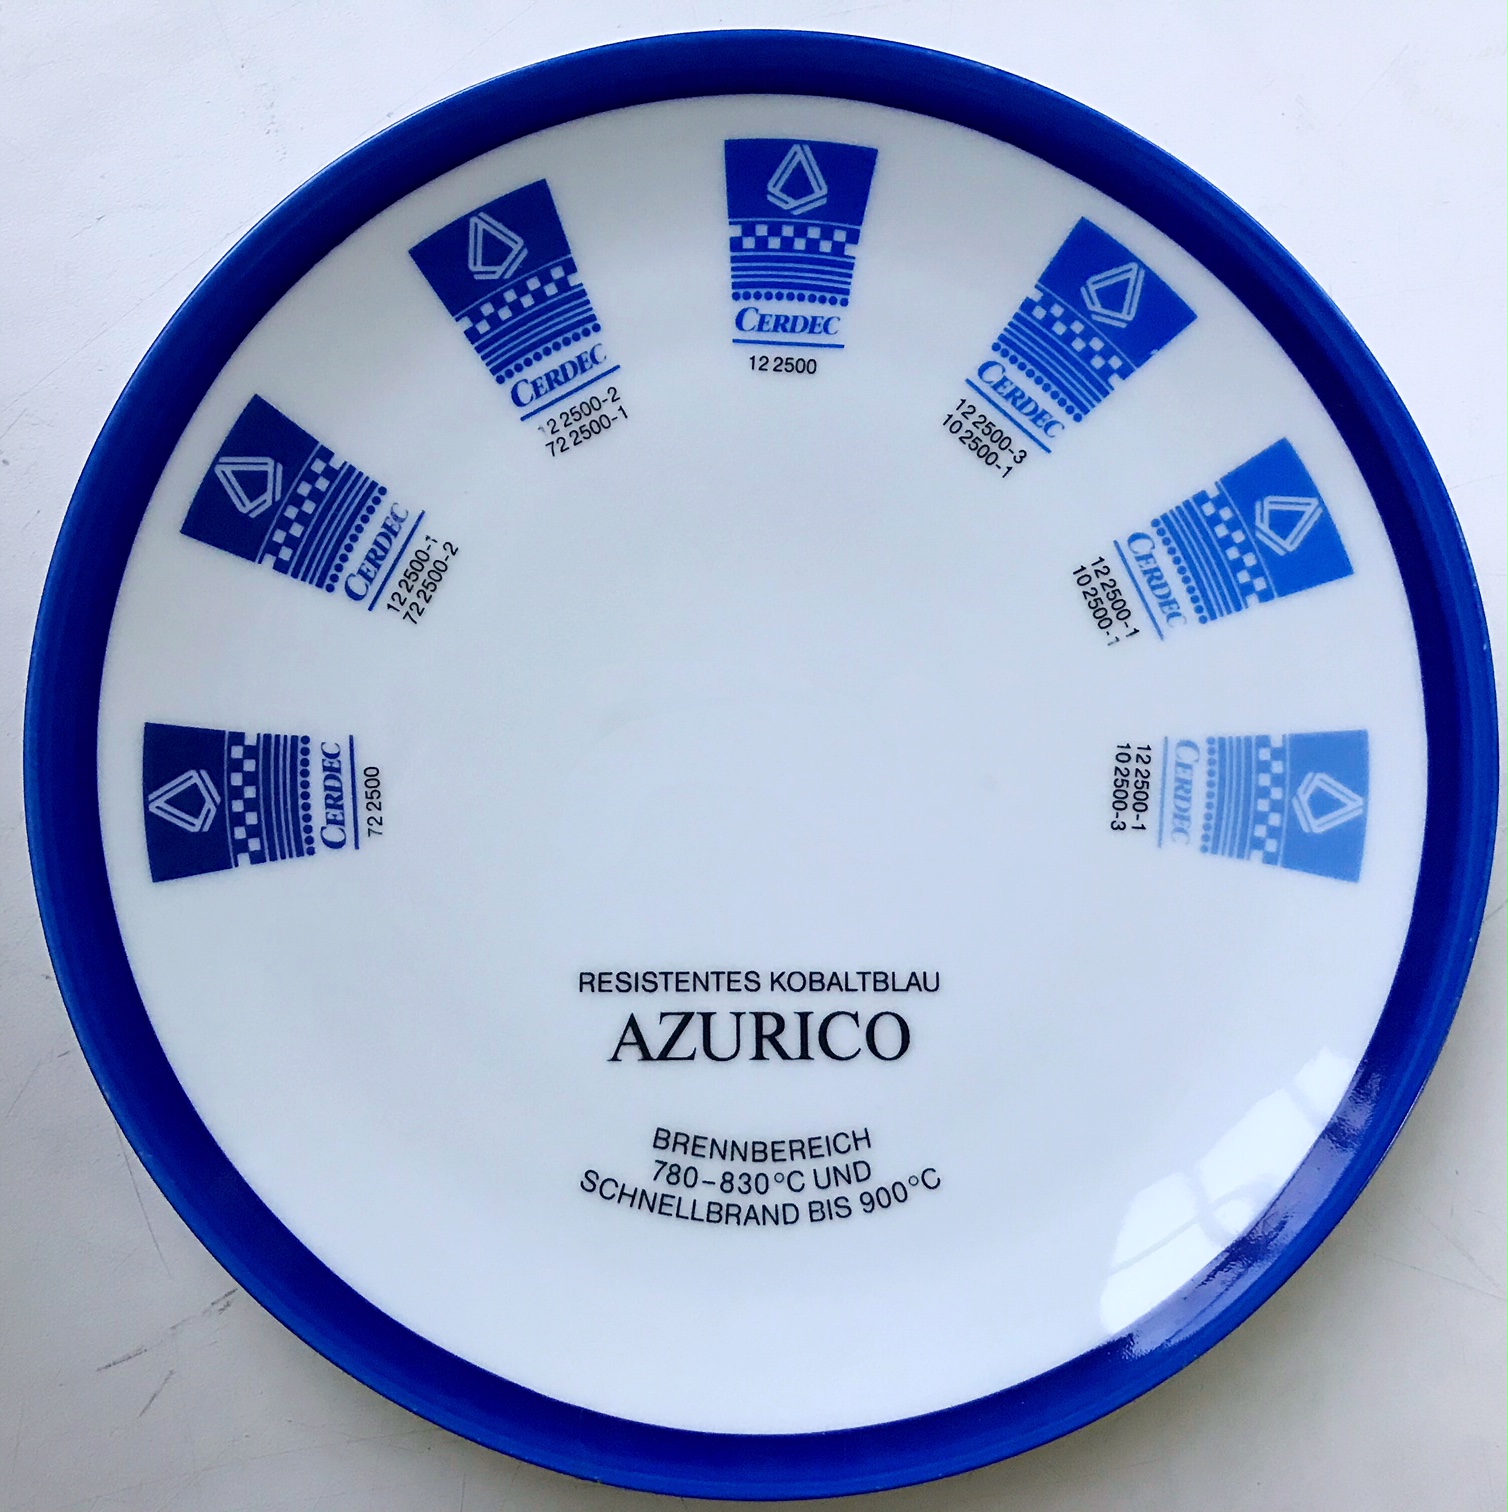 CERDEC
72 2500
CERDEC
12 2500-1
72 2500-2
CERDEC
12 2500-2
72 2500-1
CERDEC
12 2500
CERDEC
12 2500-3
10 2500-1
CERDEC
12 2500-1
10 2500-1
CERDEC
12 2500-1
10 2500-3
RESISTENTES KOBALTBLAU
AZURICO
BRENNBEREICH
780–830°C UND
SCHNELLBRAND BIS 900°C